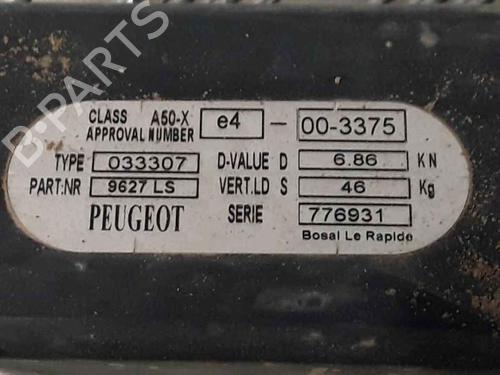 CLASS A50-X e4 - 00-3375
APPROVAL NUMBER
TYPE 033307 D-VALUE D 6.86 KN
PART:NR 9627 LS VERT.LD S 46 Kg
PEUGEOT SERIE 776931
Bosal Le Rapide
B-PARTS